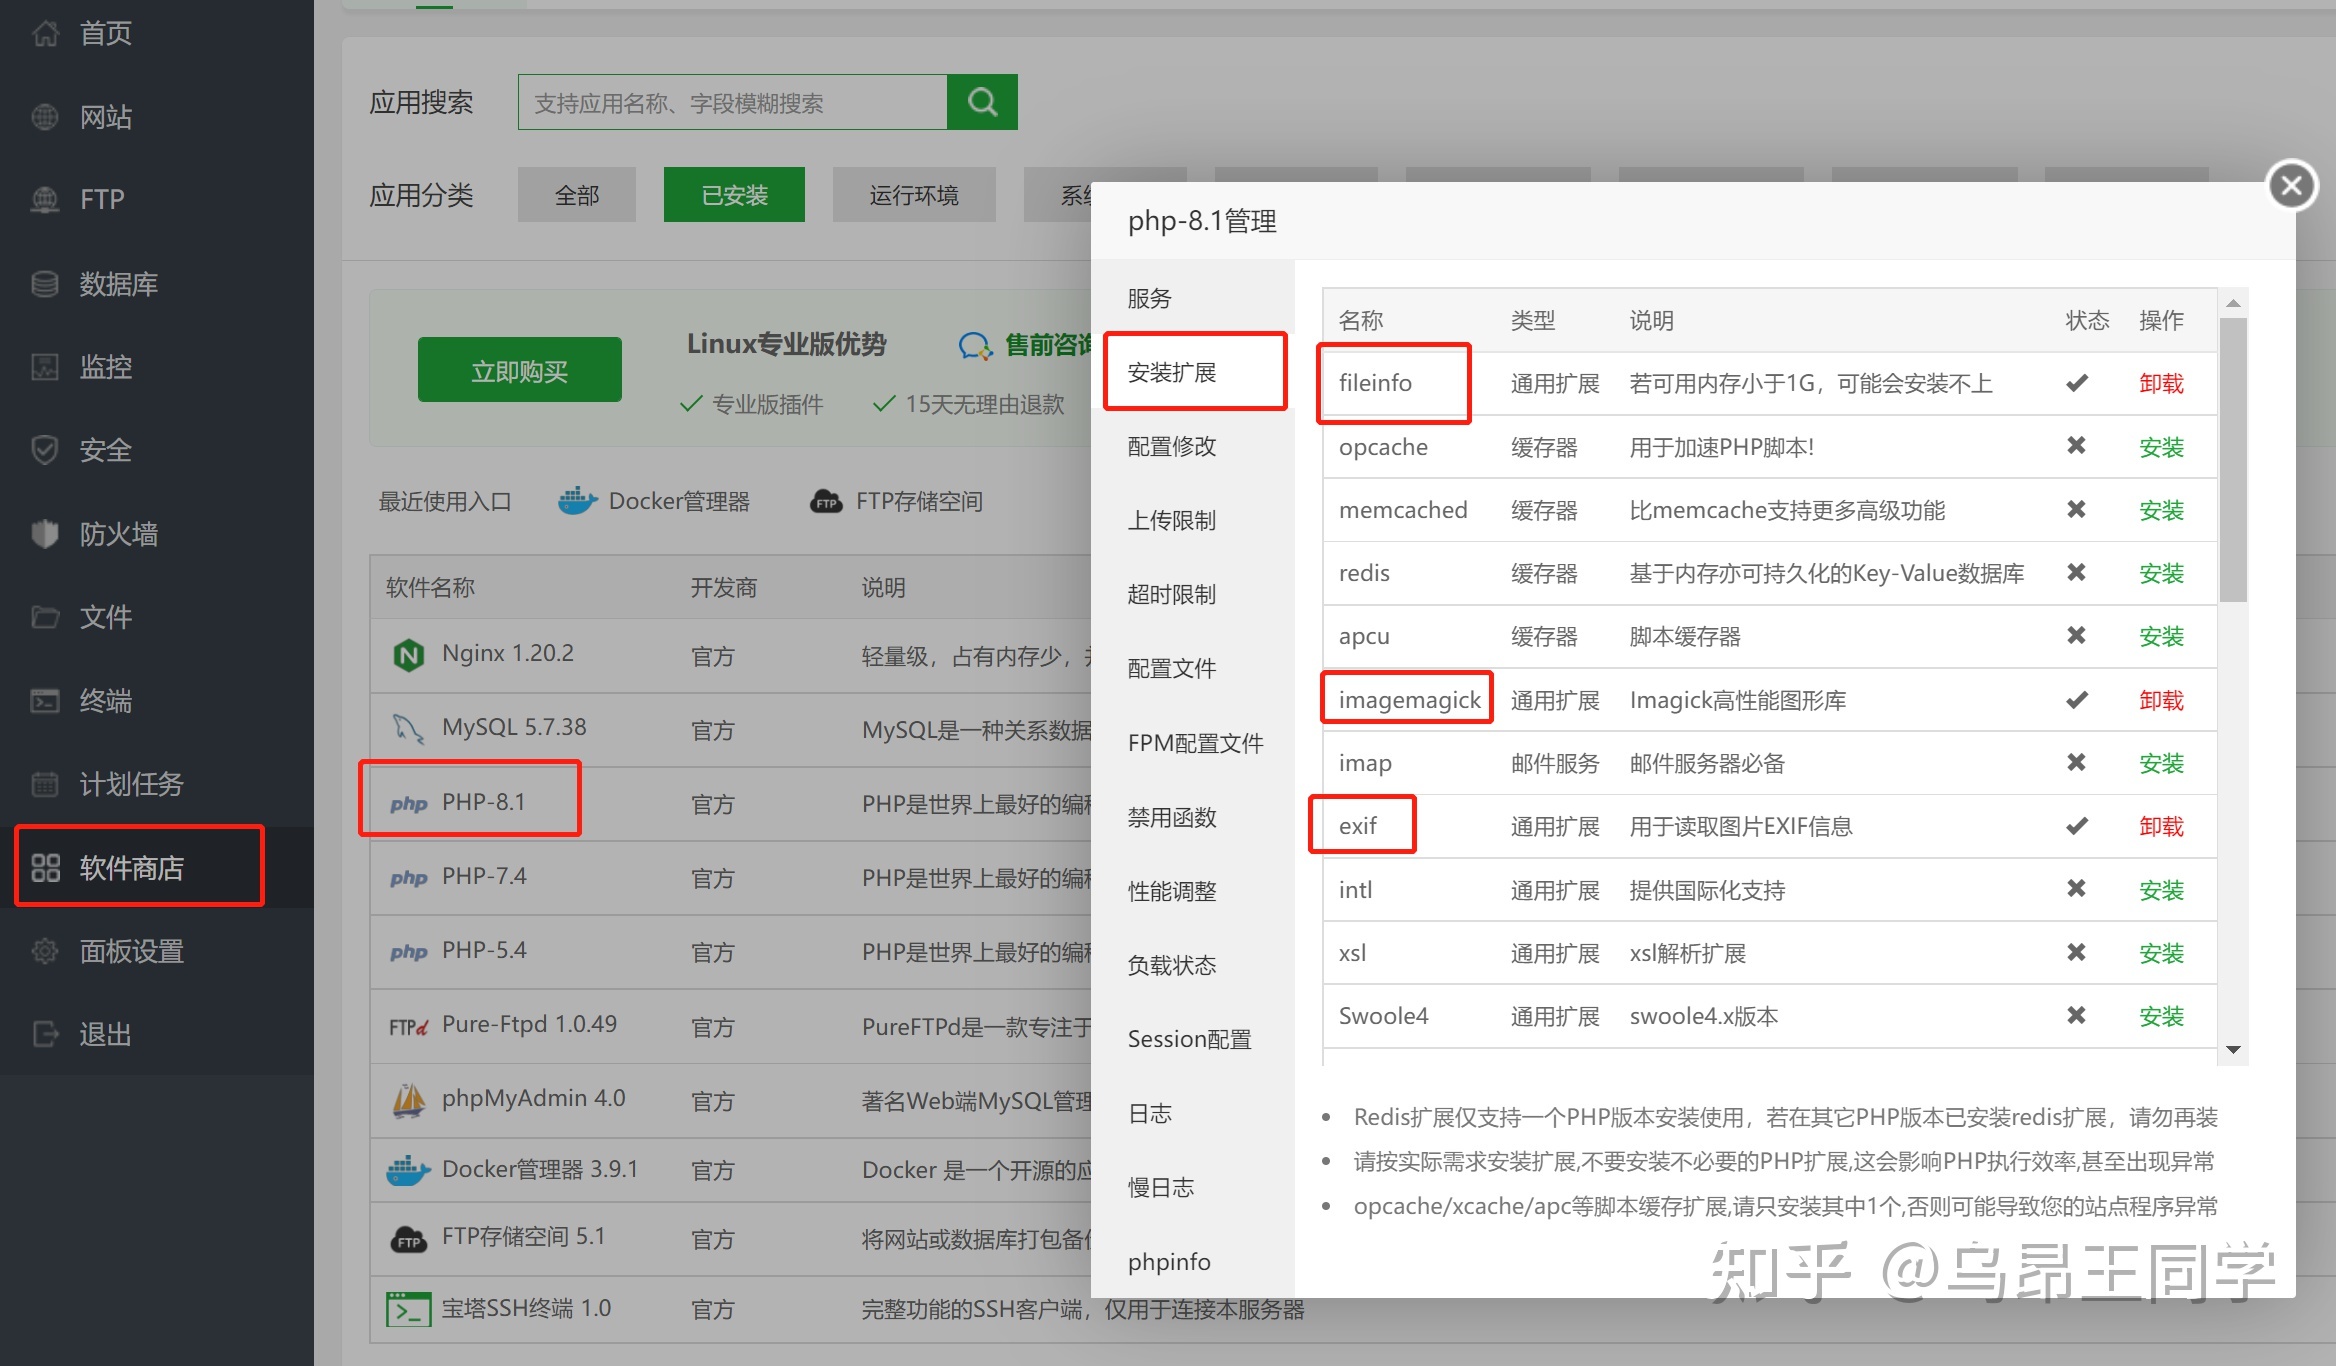 首页
网站
FTP
数据库
监控
安全
防火墙
文件
终端
计划任务
软件商店
面板设置
退出
应用搜索 支持应用名称、字段模糊搜索
应用分类 全部 已安装 运行环境 系统
立即购买
Linux专业版优势 售前咨询
专业版插件 15天无理由退款
最近使用入口 Docker管理器 FTP存储空间
软件名称 开发商 说明
Nginx 1.20.2 官方 轻量级，占有内存少，
MySQL 5.7.38 官方 MySQL是一种关系数据
PHP-8.1 官方 PHP是世界上最好的编程
PHP-7.4 官方 PHP是世界上最好的编程
PHP-5.4 官方 PHP是世界上最好的编程
Pure-Ftpd 1.0.49 官方 PureFTPd是一款专注于
phpMyAdmin 4.0 官方 著名Web端MySQL管理
Docker管理器 3.9.1 官方 Docker 是一个开源的应
FTP存储空间 5.1 官方 将网站或数据库打包备份
宝塔SSH终端 1.0 官方 完整功能的SSH客户端，仅用于连接本服务器
php-8.1管理
服务
安装扩展
配置修改
上传限制
超时限制
配置文件
FPM配置文件
禁用函数
性能调整
负载状态
Session配置
日志
慢日志
phpinfo
名称 类型 说明 状态 操作
fileinfo 通用扩展 若可用内存小于1G，可能会安装不上 ✔ 卸载
opcache 缓存器 用于加速PHP脚本! ✖ 安装
memcached 缓存器 比memcache支持更多高级功能 ✖ 安装
redis 缓存器 基于内存亦可持久化的Key-Value数据库 ✖ 安装
apcu 缓存器 脚本缓存器 ✖ 安装
imagemagick 通用扩展 Imagick高性能图形库 ✔ 卸载
imap 邮件服务 邮件服务器必备 ✖ 安装
exif 通用扩展 用于读取图片EXIF信息 ✔ 卸载
intl 通用扩展 提供国际化支持 ✖ 安装
xsl 通用扩展 xsl解析扩展 ✖ 安装
Swoole4 通用扩展 swoole4.x版本 ✖ 安装
• Redis扩展仅支持一个PHP版本安装使用，若在其它PHP版本已安装redis扩展，请勿再装
• 请按实际需求安装扩展,不要安装不必要的PHP扩展,这会影响PHP执行效率,甚至出现异常
• opcache/xcache/apc等脚本缓存扩展,请只安装其中1个,否则可能导致您的站点程序异常
知乎 @乌昂王同学